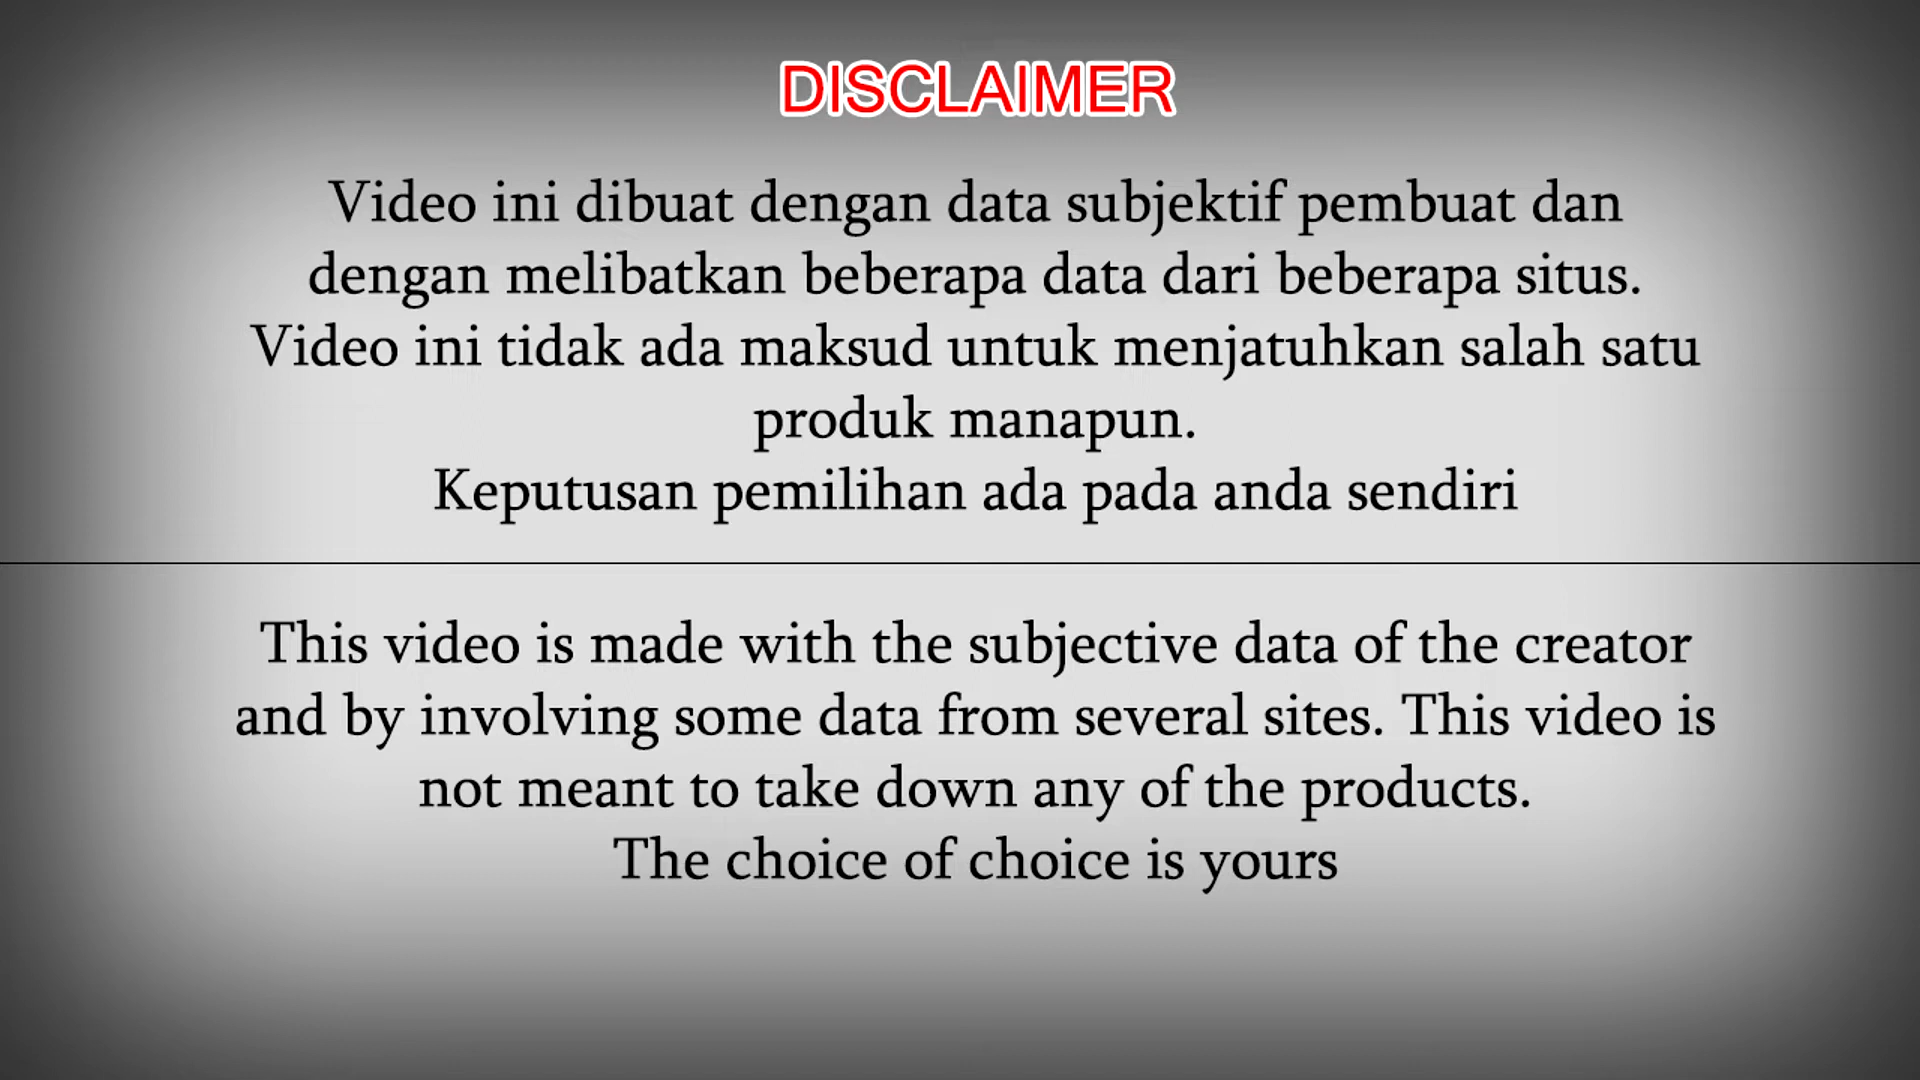 DISCLAIMER
Video ini dibuat dengan data subjektif pembuat dan
dengan melibatkan beberapa data dari beberapa situs.
Video ini tidak ada maksud untuk menjatuhkan salah satu
produk manapun.
Keputusan pemilihan ada pada anda sendiri
This video is made with the subjective data of the creator
and by involving some data from several sites. This video is
not meant to take down any of the products.
The choice of choice is yours